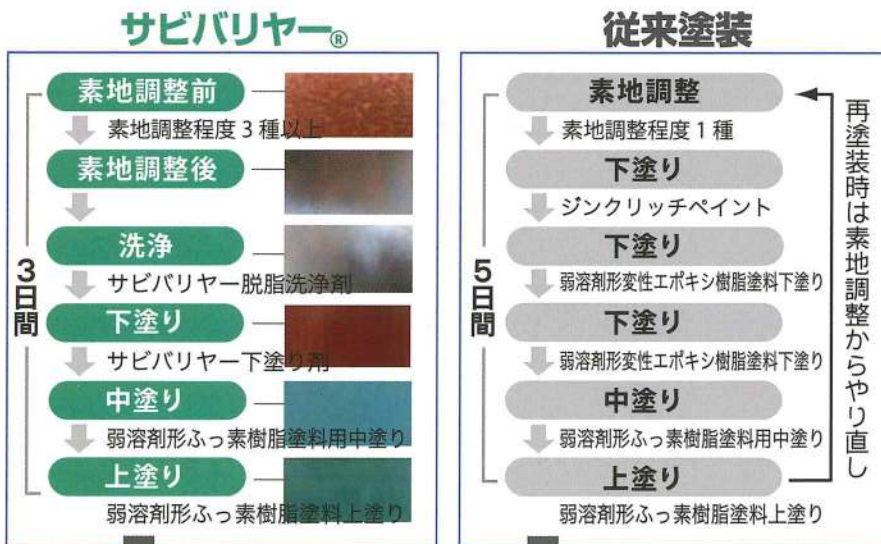 サビバリヤー®
3日間
素地調整前
素地調整程度3種以上
素地調整後
洗浄
サビバリヤー脱脂洗浄剤
下塗り
サビバリヤー下塗り剤
中塗り
弱溶剤形ふっ素樹脂塗料用中塗り
上塗り
弱溶剤形ふっ素樹脂塗料上塗り
従来塗装
5日間
素地調整
素地調整程度1種
下塗り
ジンクリッチペイント
下塗り
弱溶剤形変性エポキシ樹脂塗料下塗り
下塗り
弱溶剤形変性エポキシ樹脂塗料下塗り
中塗り
弱溶剤形ふっ素樹脂塗料用中塗り
上塗り
弱溶剤形ふっ素樹脂塗料上塗り
再塗装時は素地調整からやり直し